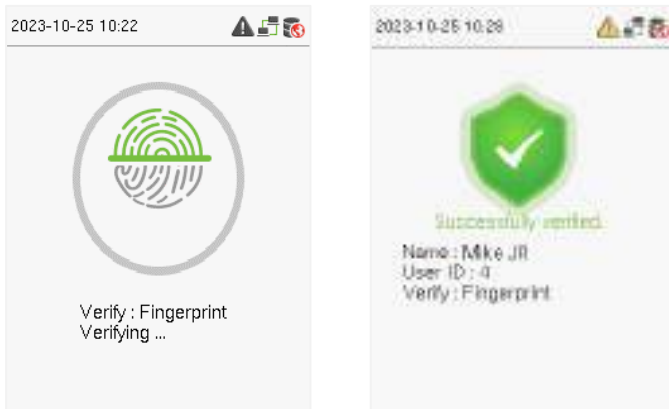 2023-10-25 10:22
Verify : Fingerprint
Verifying ...
2023-10-25 10:28
Successfully verified.
Name : Mike JR
User ID : 4
Verify : Fingerprint